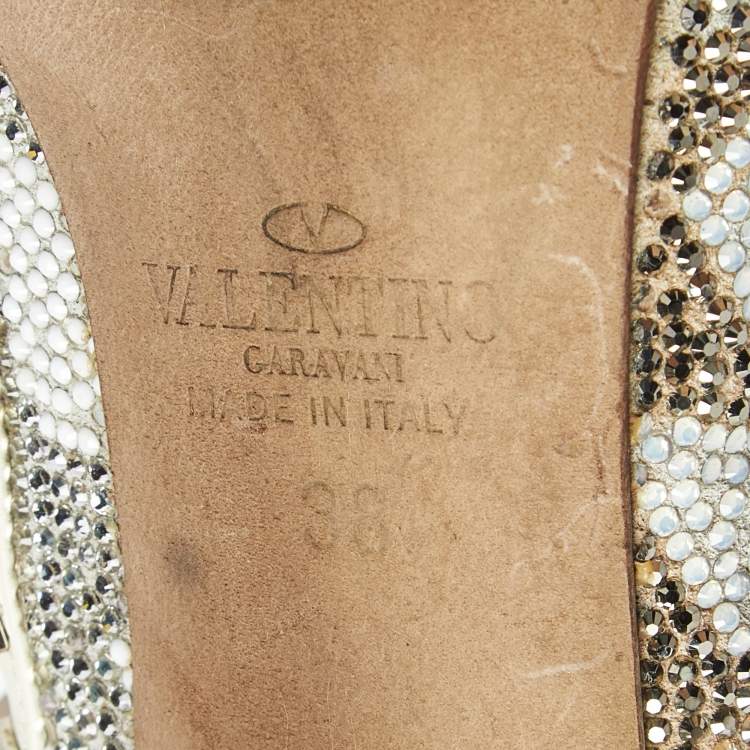 V
VALENTINO
GARAVANI
MADE IN ITALY
38